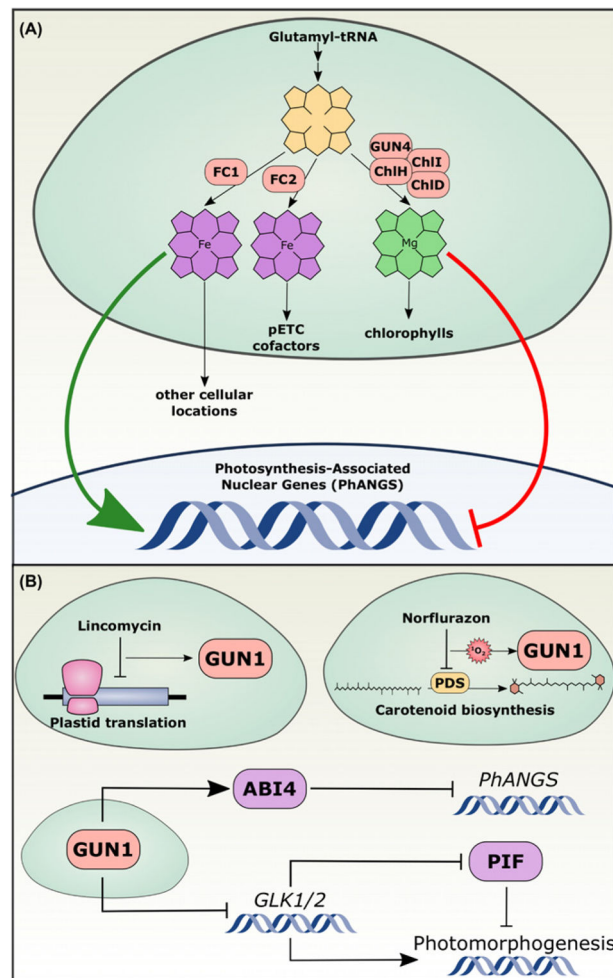 (A)
Glutamyl-tRNA
GUN4
ChlI
FC1
FC2
ChlH
ChlD
Fe
Fe
Mg
pETC
cofactors
chlorophylls
other cellular
locations
Photosynthesis-Associated
Nuclear Genes (PhANGS)
(B)
Lincomycin
GUN1
Plastid translation
Norflurazon
¹O₂
GUN1
PDS
Carotenoid biosynthesis
ABI4
PhANGS
GUN1
PIF
GLK1/2
Photomorphogenesis